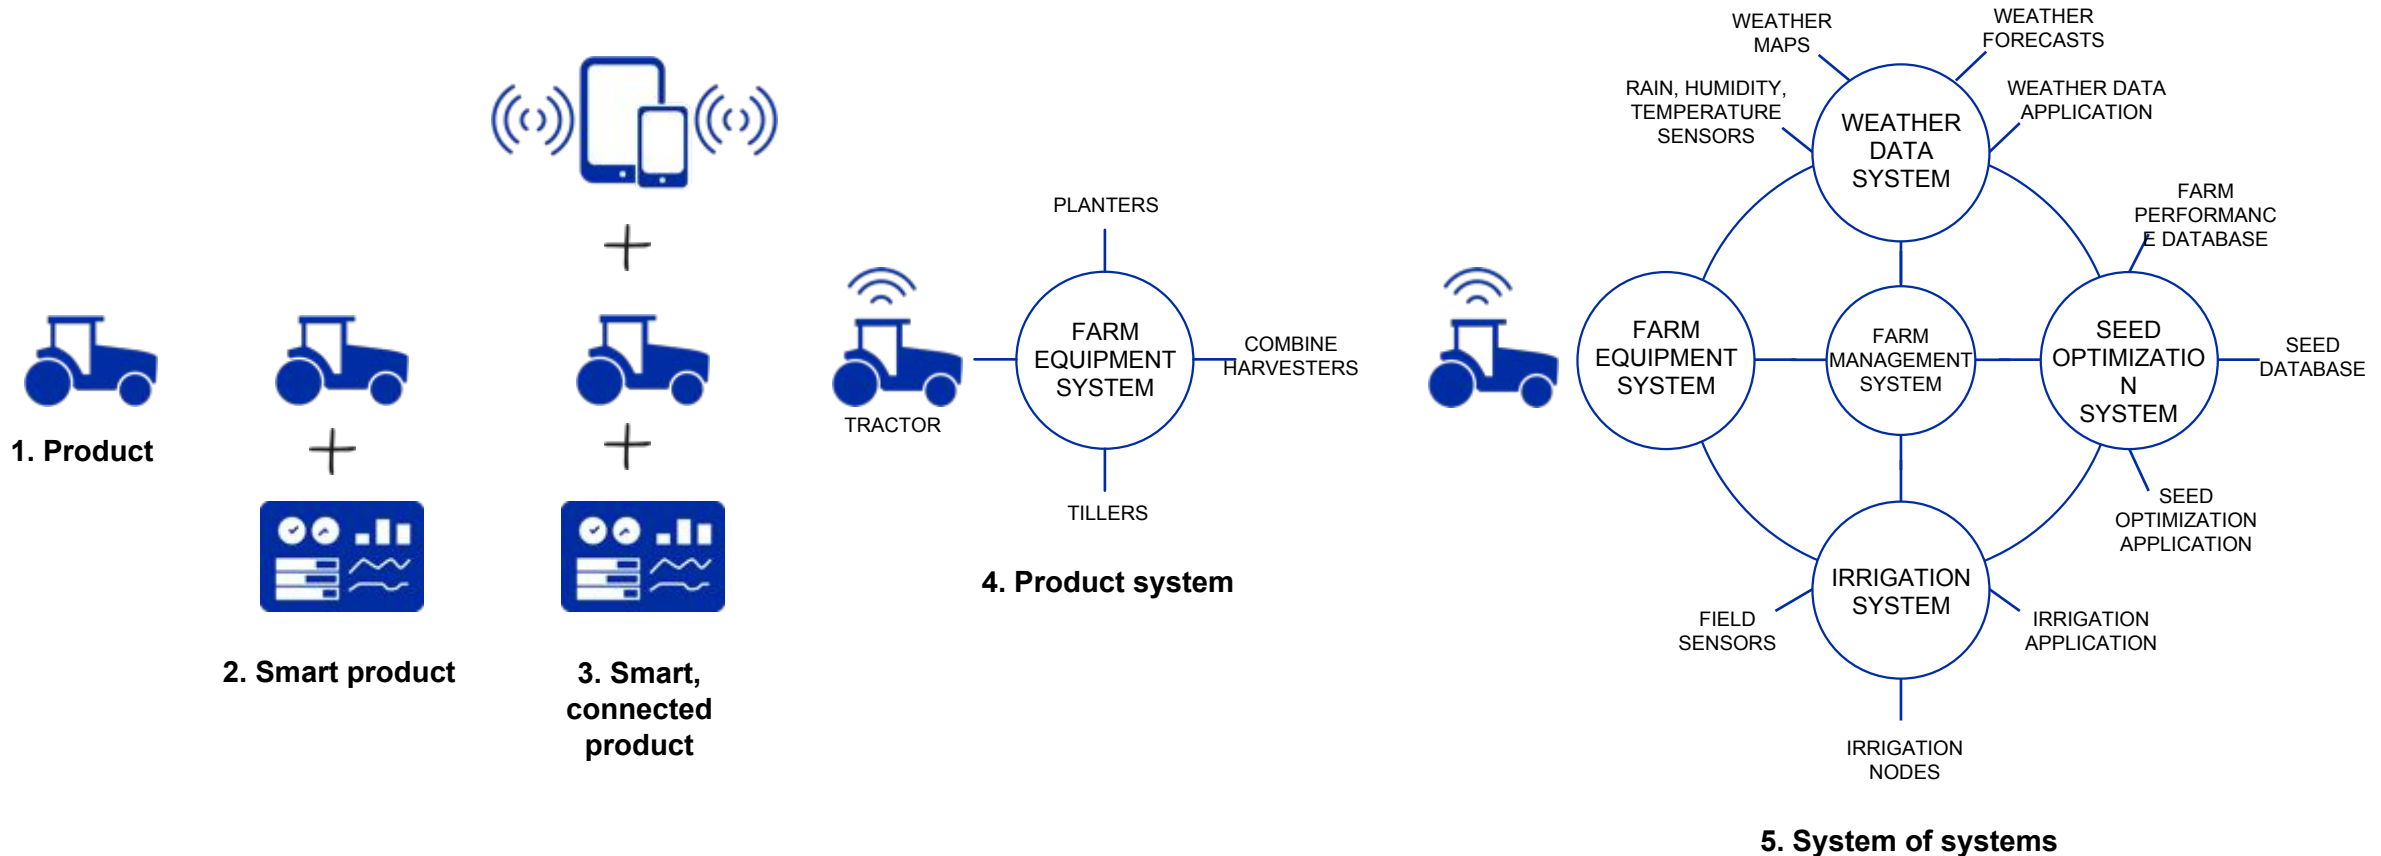 1. Product
2. Smart product
3. Smart,
connected
product
PLANTERS
FARM
EQUIPMENT
SYSTEM
COMBINE
HARVESTERS
TRACTOR
TILLERS
4. Product system
WEATHER
MAPS
WEATHER
FORECASTS
RAIN, HUMIDITY,
TEMPERATURE
SENSORS
WEATHER DATA
APPLICATION
WEATHER
DATA
SYSTEM
FARM
PERFORMANC
E DATABASE
FARM
EQUIPMENT
SYSTEM
FARM
MANAGEMENT
SYSTEM
SEED
OPTIMIZATIO
N
SYSTEM
SEED
DATABASE
SEED
OPTIMIZATION
APPLICATION
IRRIGATION
SYSTEM
FIELD
SENSORS
IRRIGATION
APPLICATION
IRRIGATION
NODES
5. System of systems